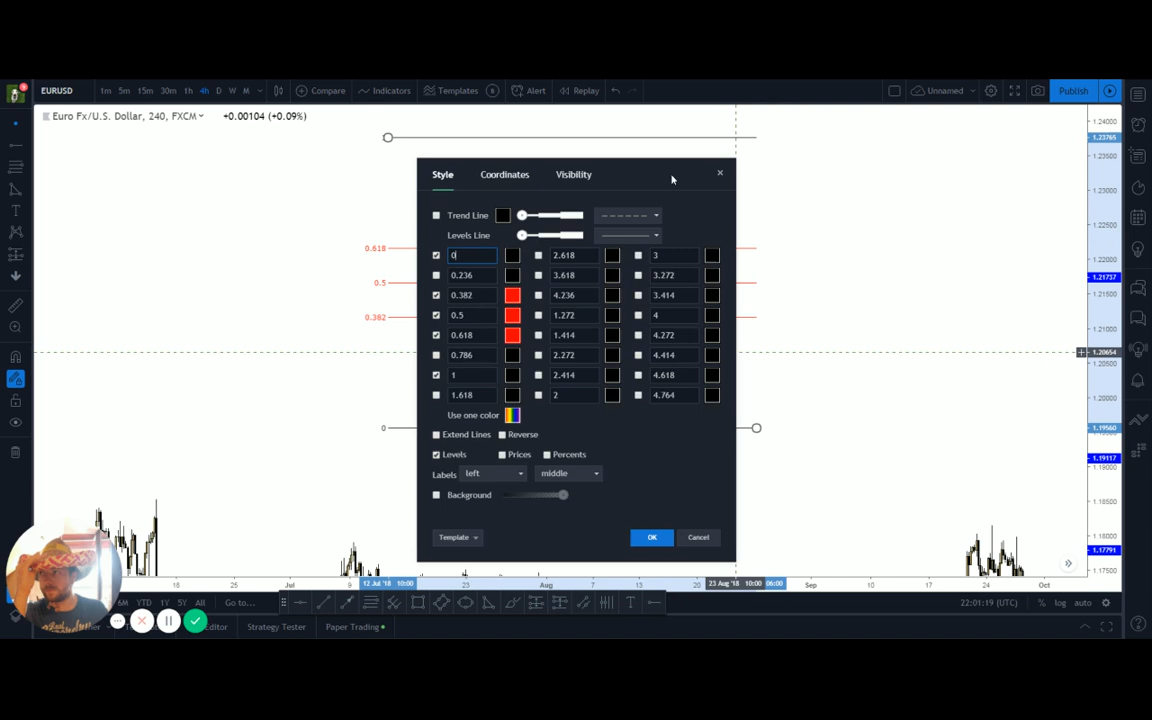 EURUSD 1m 5m 15m 30m 1h 4h D W M Compare Indicators Templates Alert Replay Unnamed Publish
Euro Fx/U.S. Dollar, 240, FXCM +0.00104 (+0.09%)
1.24000
1.23765
1.23500
1.23000
1.22500
1.22000
1.21737
1.21500
1.21000
1.20654
1.20500
1.20000
1.19560
1.19117
1.19000
1.18500
1.18000
1.17791
1.17500
0.618
0.5
0.382
0
Style Coordinates Visibility
Trend Line
Levels Line
0 2.618 3
0.236 3.618 3.272
0.382 4.236 3.414
0.5 1.272 4
0.618 1.414 4.272
0.786 2.272 4.414
1 2.414 4.618
1.618 2 4.764
Use one color
Extend Lines Reverse
Levels Prices Percents
Labels left middle
Background
Template OK Cancel
18 25 Jul 9 12 Jul '18 10:00 23 Aug 7 13 20 23 Aug '18 10:00 06:00 Sep 10 17 24 Oct
6M YTD 1Y 5Y All Go to... 22:01:19 (UTC) % log auto
Strategy Tester Paper Trading